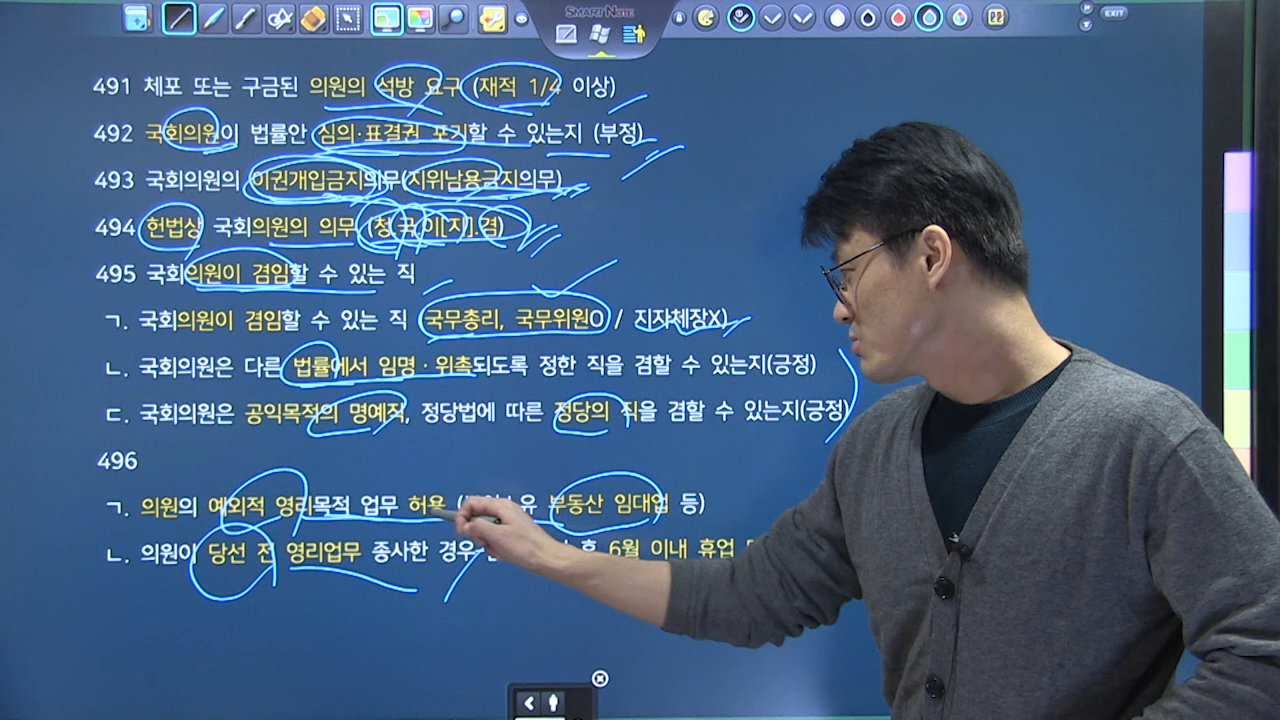 SMART NOTE
EXIT
491 체포 또는 구금된 의원의 석방 요구 (재적 1/4 이상)
492 국회의원이 법률안 심의·표결권 포기할 수 있는지 (부정)
493 국회의원의 이권개입금지의무(지위남용금지의무)
494 헌법상 국회의원의 의무 (청.국.이[지].겸)
495 국회의원이 겸임할 수 있는 직
ㄱ. 국회의원이 겸임할 수 있는 직 (국무총리, 국무위원O / 지자체장X)
ㄴ. 국회의원은 다른 법률에서 임명·위촉되도록 정한 직을 겸할 수 있는지(긍정)
ㄷ. 국회의원은 공익목적의 명예직, 정당법에 따른 정당의 직을 겸할 수 있는지(긍정)
496
ㄱ. 의원의 예외적 영리목적 업무 허용 부동산 임대업 등)
ㄴ. 의원이 당선 전 영리업무 종사한 경우 후 6월 이내 휴업